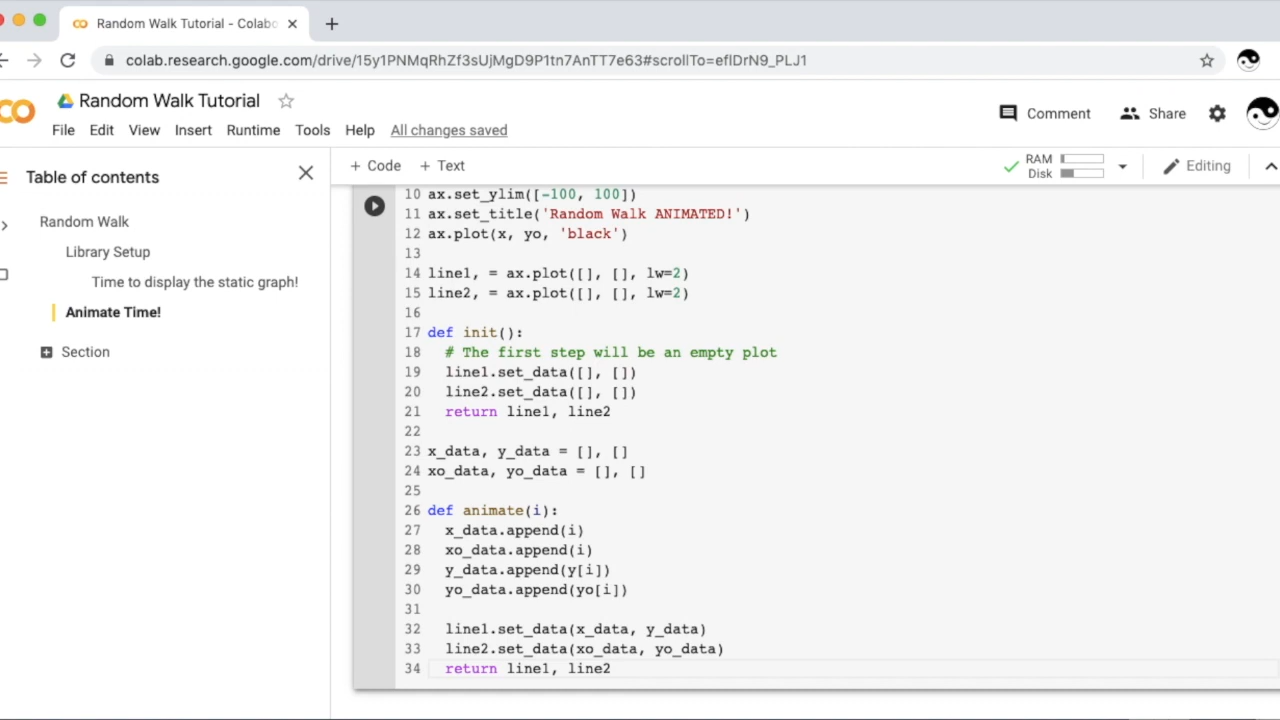 Random Walk Tutorial - Colabo
colab.research.google.com/drive/15y1PNMqRhZf3sUjMgD9P1tn7AnTT7e63#scrollTo=eflDrN9_PLJ1
Random Walk Tutorial
Comment
Share
File Edit View Insert Runtime Tools Help All changes saved
Table of contents
+ Code + Text
RAM
Disk
Editing
Random Walk
Library Setup
Time to display the static graph!
Animate Time!
Section
10 ax.set_ylim([-100, 100])
11 ax.set_title('Random Walk ANIMATED!')
12 ax.plot(x, yo, 'black')
13
14 line1, = ax.plot([], [], lw=2)
15 line2, = ax.plot([], [], lw=2)
16
17 def init():
18   # The first step will be an empty plot
19   line1.set_data([], [])
20   line2.set_data([], [])
21   return line1, line2
22
23 x_data, y_data = [], []
24 xo_data, yo_data = [], []
25
26 def animate(i):
27   x_data.append(i)
28   xo_data.append(i)
29   y_data.append(y[i])
30   yo_data.append(yo[i])
31
32   line1.set_data(x_data, y_data)
33   line2.set_data(xo_data, yo_data)
34   return line1, line2